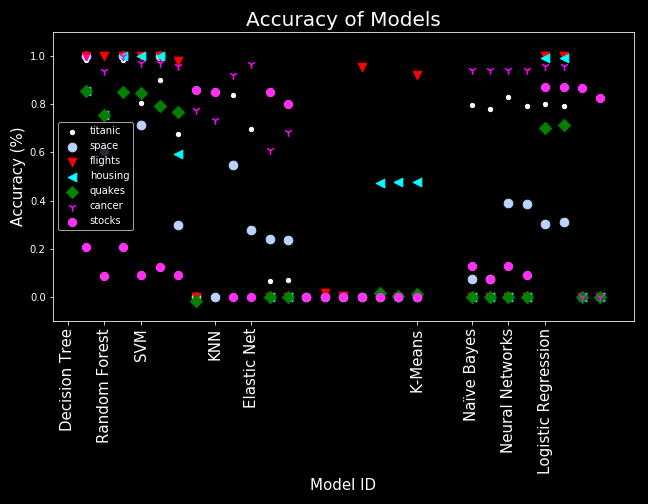 Accuracy of Models
Accuracy (%)
1.0
0.8
0.6
0.4
0.2
0.0
titanic
space
flights
housing
quakes
cancer
stocks
Decision Tree
Random Forest
SVM
KNN
Elastic Net
K-Means
Naïve Bayes
Neural Networks
Logistic Regression
Model ID